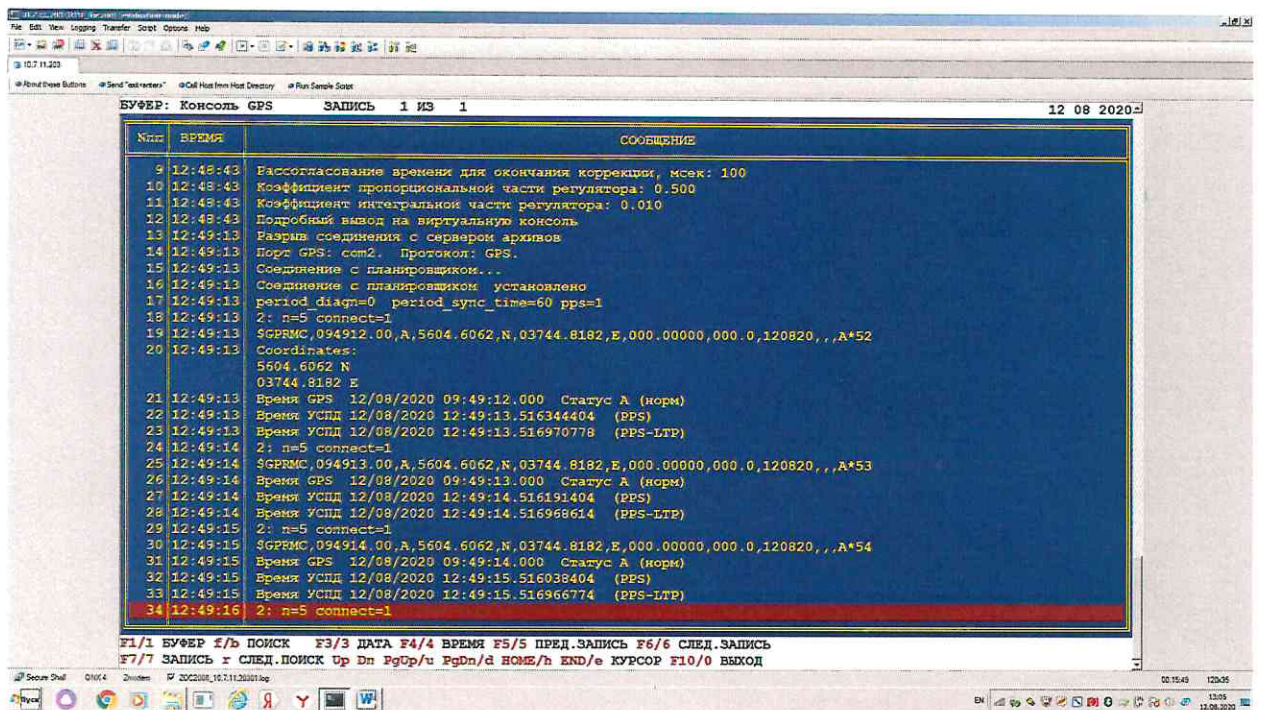 File Edit View Logging Transfer Script Options Help
10.7.11.203
About these Buttons Send "exit<enter>" Call Host from Host Directory Run Sample Script
БУФЕР: Консоль GPS ЗАПИСЬ 1 ИЗ 1 12 08 2020
Nпп ВРЕМЯ СООБЩЕНИЕ
9 12:48:43 Рассогласование времени для окончания коррекции, мсек: 100
10 12:48:43 Коэффициент пропорциональной части регулятора: 0.500
11 12:48:43 Коэффициент интегральной части регулятора: 0.010
12 12:48:43 Подробный вывод на виртуальную консоль
13 12:49:13 Разрыв соединения с сервером архивов
14 12:49:13 Порт GPS: com2. Протокол: GPS.
15 12:49:13 Соединение с планировщиком...
16 12:49:13 Соединение с планировщиком установлено
17 12:49:13 period_diagn=0 period_sync_time=60 pps=1
18 12:49:13 2: n=5 connect=1
19 12:49:13 $GPRMC,094912.00,A,5604.6062,N,03744.8182,E,000.00000,000.0,120820,,,A*52
20 12:49:13 Coordinates:
5604.6062 N
03744.8182 E
21 12:49:13 Время GPS 12/08/2020 09:49:12.000 Статус A (норм)
22 12:49:13 Время УСПД 12/08/2020 12:49:13.516344404 (PPS)
23 12:49:13 Время УСПД 12/08/2020 12:49:13.516970778 (PPS-LTP)
24 12:49:14 2: n=5 connect=1
25 12:49:14 $GPRMC,094913.00,A,5604.6062,N,03744.8182,E,000.00000,000.0,120820,,,A*53
26 12:49:14 Время GPS 12/08/2020 09:49:13.000 Статус A (норм)
27 12:49:14 Время УСПД 12/08/2020 12:49:14.516191404 (PPS)
28 12:49:14 Время УСПД 12/08/2020 12:49:14.516968614 (PPS-LTP)
29 12:49:15 2: n=5 connect=1
30 12:49:15 $GPRMC,094914.00,A,5604.6062,N,03744.8182,E,000.00000,000.0,120820,,,A*54
31 12:49:15 Время GPS 12/08/2020 09:49:14.000 Статус A (норм)
32 12:49:15 Время УСПД 12/08/2020 12:49:15.516038404 (PPS)
33 12:49:15 Время УСПД 12/08/2020 12:49:15.516966774 (PPS-LTP)
34 12:49:16 2: n=5 connect=1
F1/1 БУФЕР f/b ПОИСК F3/3 ДАТА F4/4 ВРЕМЯ F5/5 ПРЕД.ЗАПИСЬ F6/6 СЛЕД.ЗАПИСЬ
F7/7 ЗАПИСЬ r СЛЕД.ПОИСК Up Dn PgUp/u PgDn/d HOME/h END/e КУРСОР F10/0 ВЫХОД
Secure Shell QNX4 Zmodem 00:15:49 120x35
Пуск EN 13:05
12.08.2020